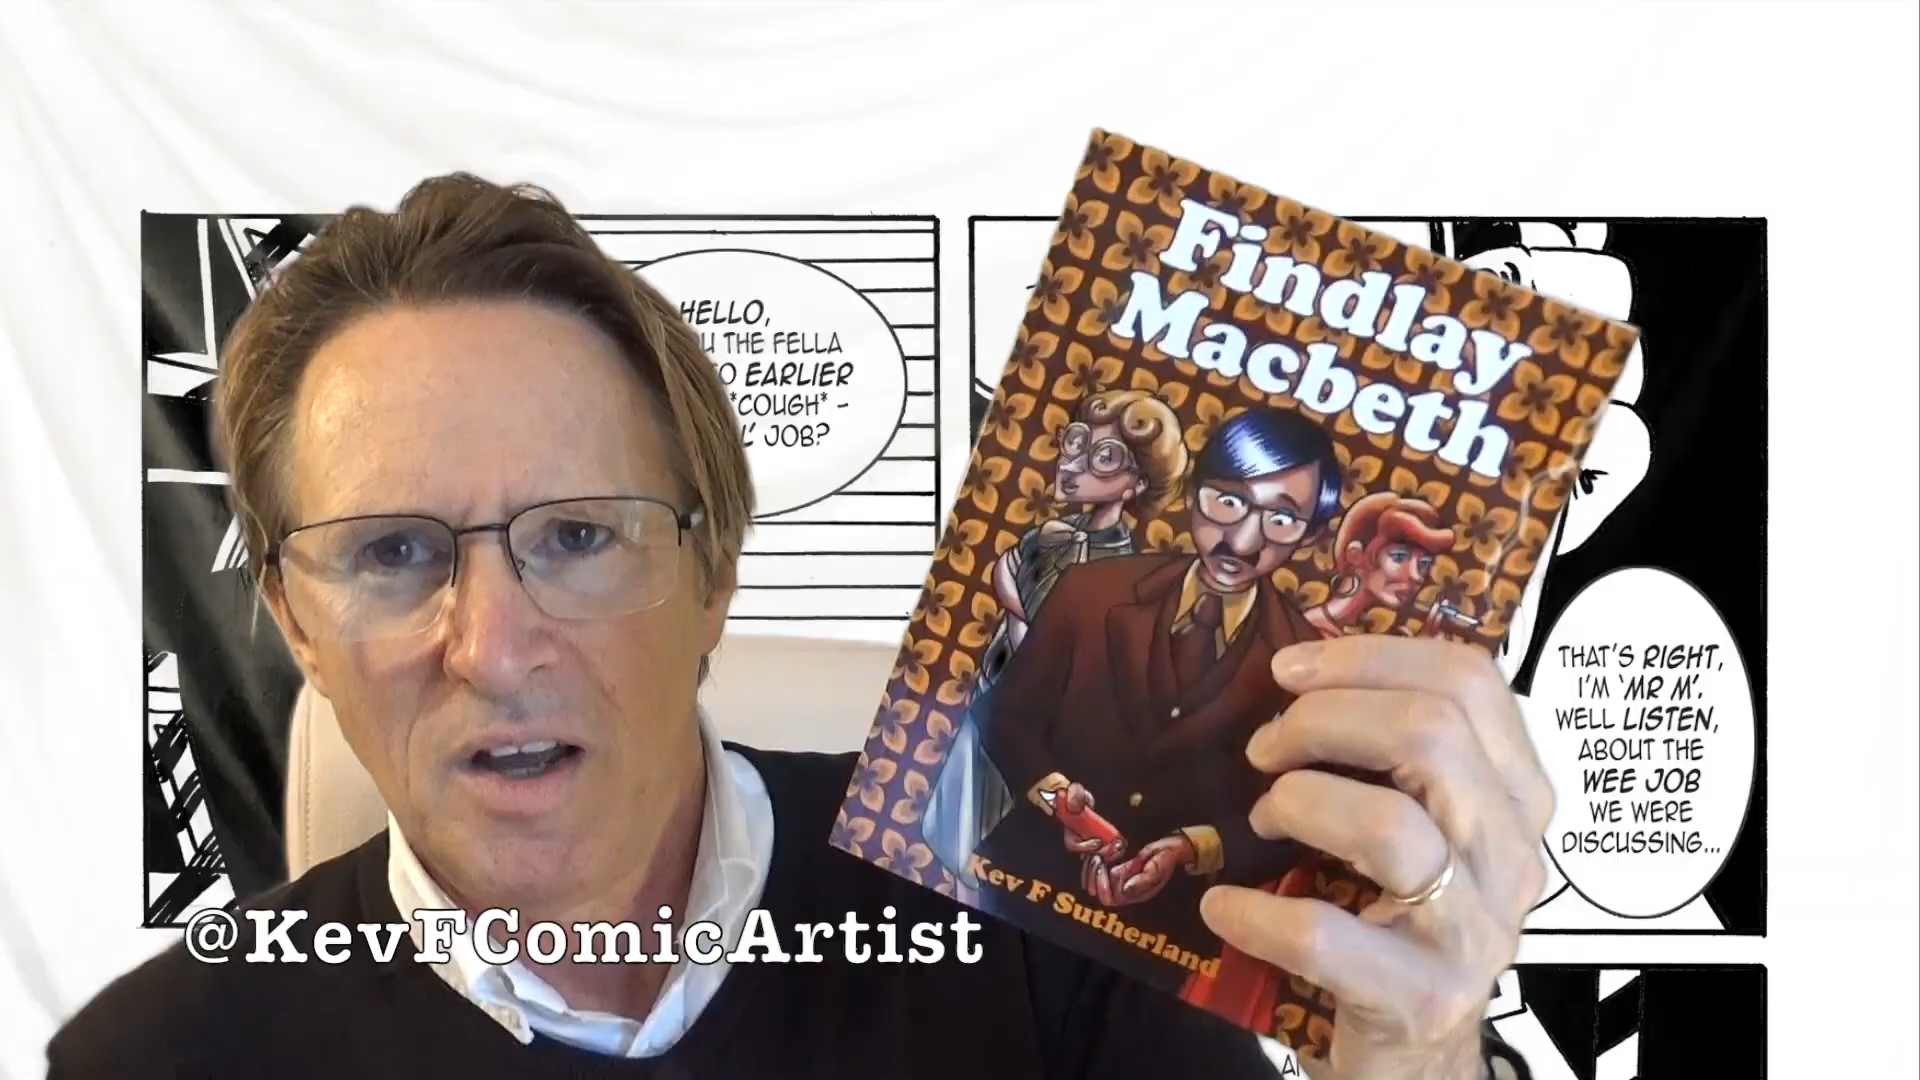 HELLO,
THE FELLA
EARLIER
*COUGH* -
JOB?
Findlay
Macbeth
THAT'S RIGHT,
I'M 'MR M'.
WELL LISTEN,
ABOUT THE
WEE JOB
WE WERE
DISCUSSING...
Kev F Sutherland
@KevFComicArtist